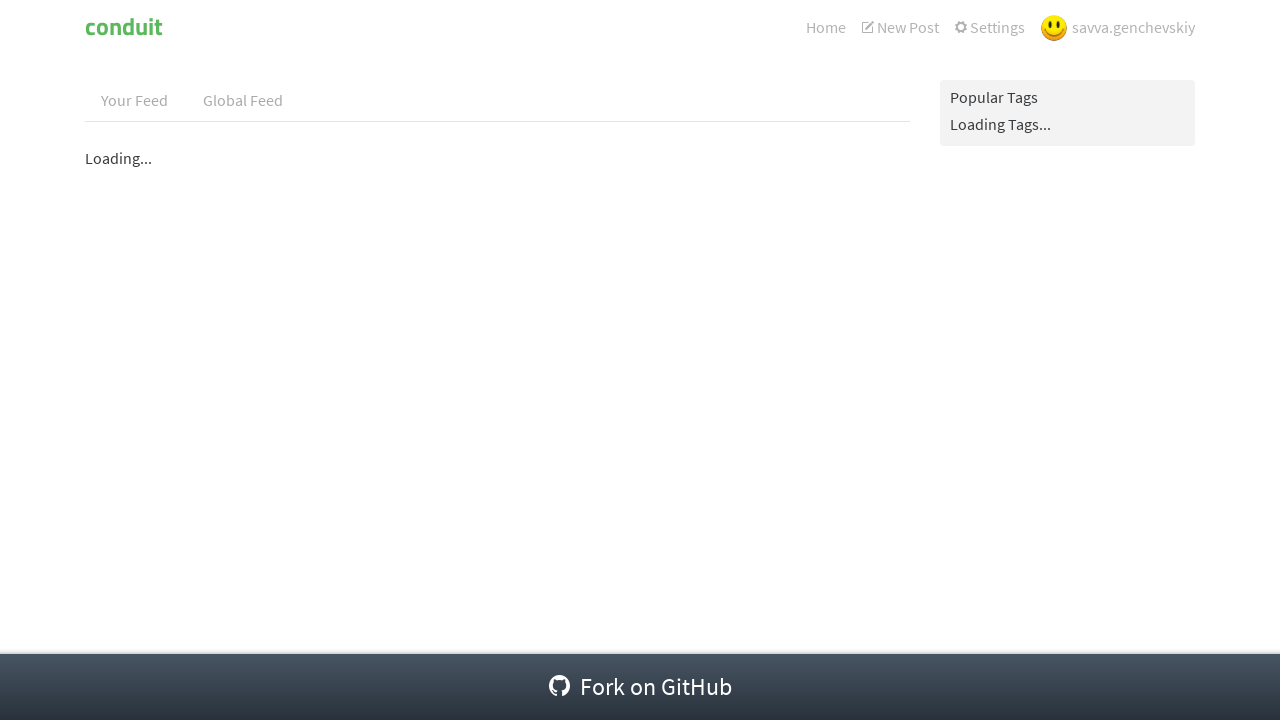 conduit
Home New Post Settings savva.genchevskiy
Your Feed Global Feed
Popular Tags
Loading Tags...
Loading...
Fork on GitHub